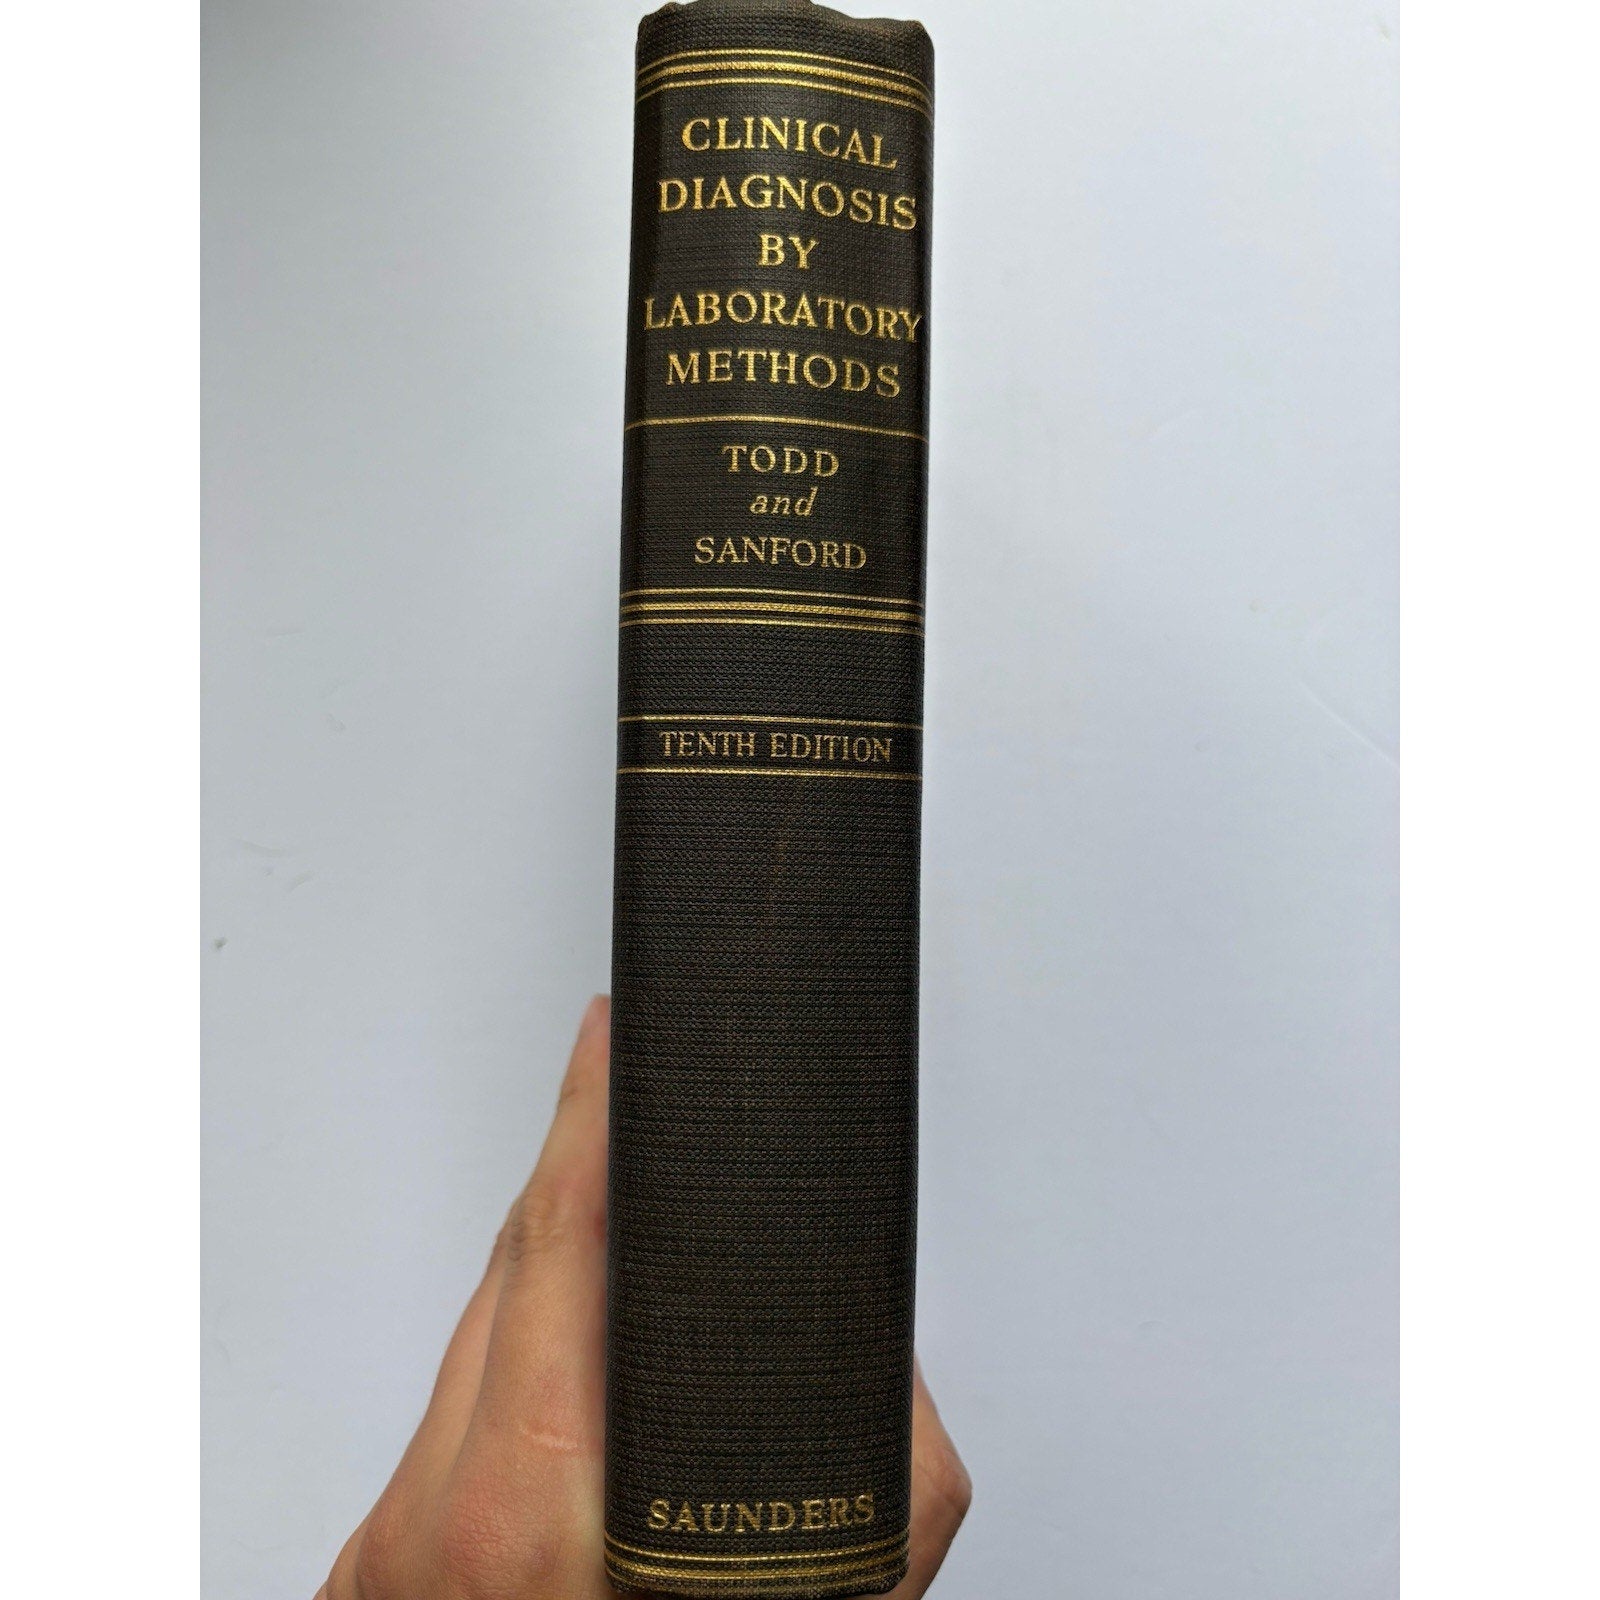 CLINICAL
DIAGNOSIS
BY
LABORATORY
METHODS
TODD
and
SANFORD
TENTH EDITION
SAUNDERS